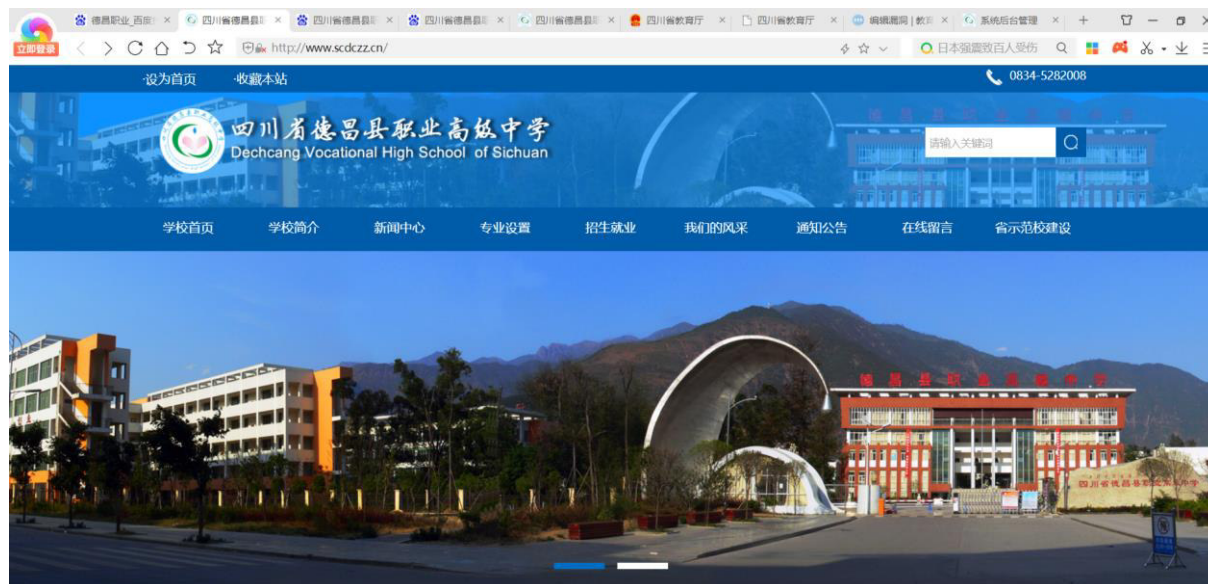 德昌职业_百度
四川省德昌县职
四川省德昌县职
四川省德昌县
四川省德昌县
四川省教育厅
四川省教育厅
编辑漏洞 | 教育
系统后台管理
立即登录
http://www.scdczz.cn/
日本强震致百人受伤
·设为首页
·收藏本站
0834-5282008
四川省德昌县职业高级中学
Dechcang Vocational High School of Sichuan
请输入关键词
学校首页 学校简介 新闻中心 专业设置 招生就业 我们的风采 通知公告 在线留言 省示范校建设
德昌县职业高级中学
四川省德昌县职业高级中学